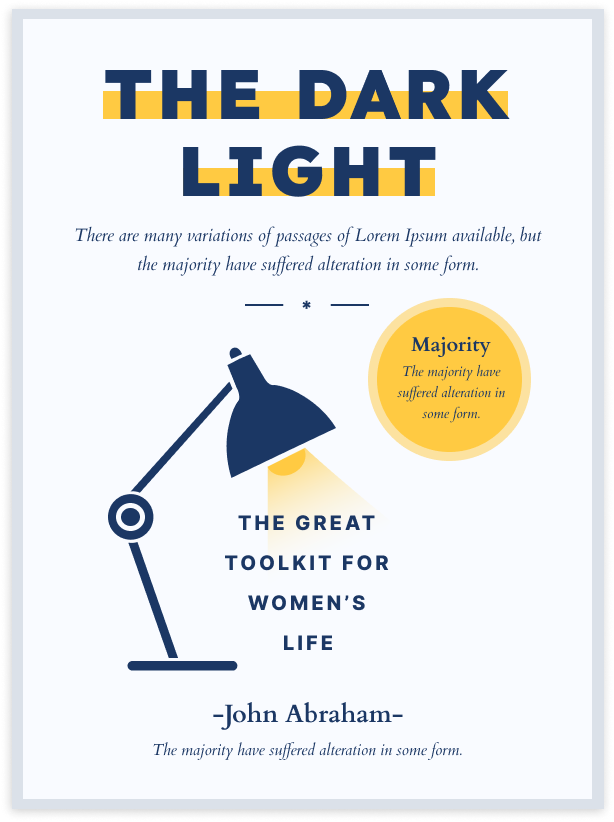 THE DARK
LIGHT
There are many variations of passages of Lorem Ipsum available, but
the majority have suffered alteration in some form.
*
Majority
The majority have
suffered alteration in
some form.
THE GREAT
TOOLKIT FOR
WOMEN’S
LIFE
-John Abraham-
The majority have suffered alteration in some form.